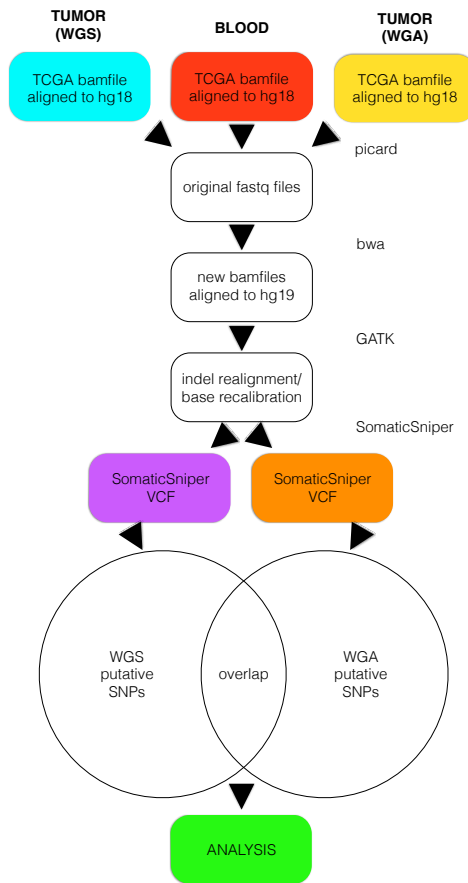 TUMOR
(WGS)
BLOOD
TUMOR
(WGA)
TCGA bamfile
aligned to hg18
TCGA bamfile
aligned to hg18
TCGA bamfile
aligned to hg18
picard
original fastq files
bwa
new bamfiles
aligned to hg19
GATK
indel realignment/
base recalibration
SomaticSniper
SomaticSniper
VCF
SomaticSniper
VCF
WGS
putative
SNPs
overlap
WGA
putative
SNPs
ANALYSIS